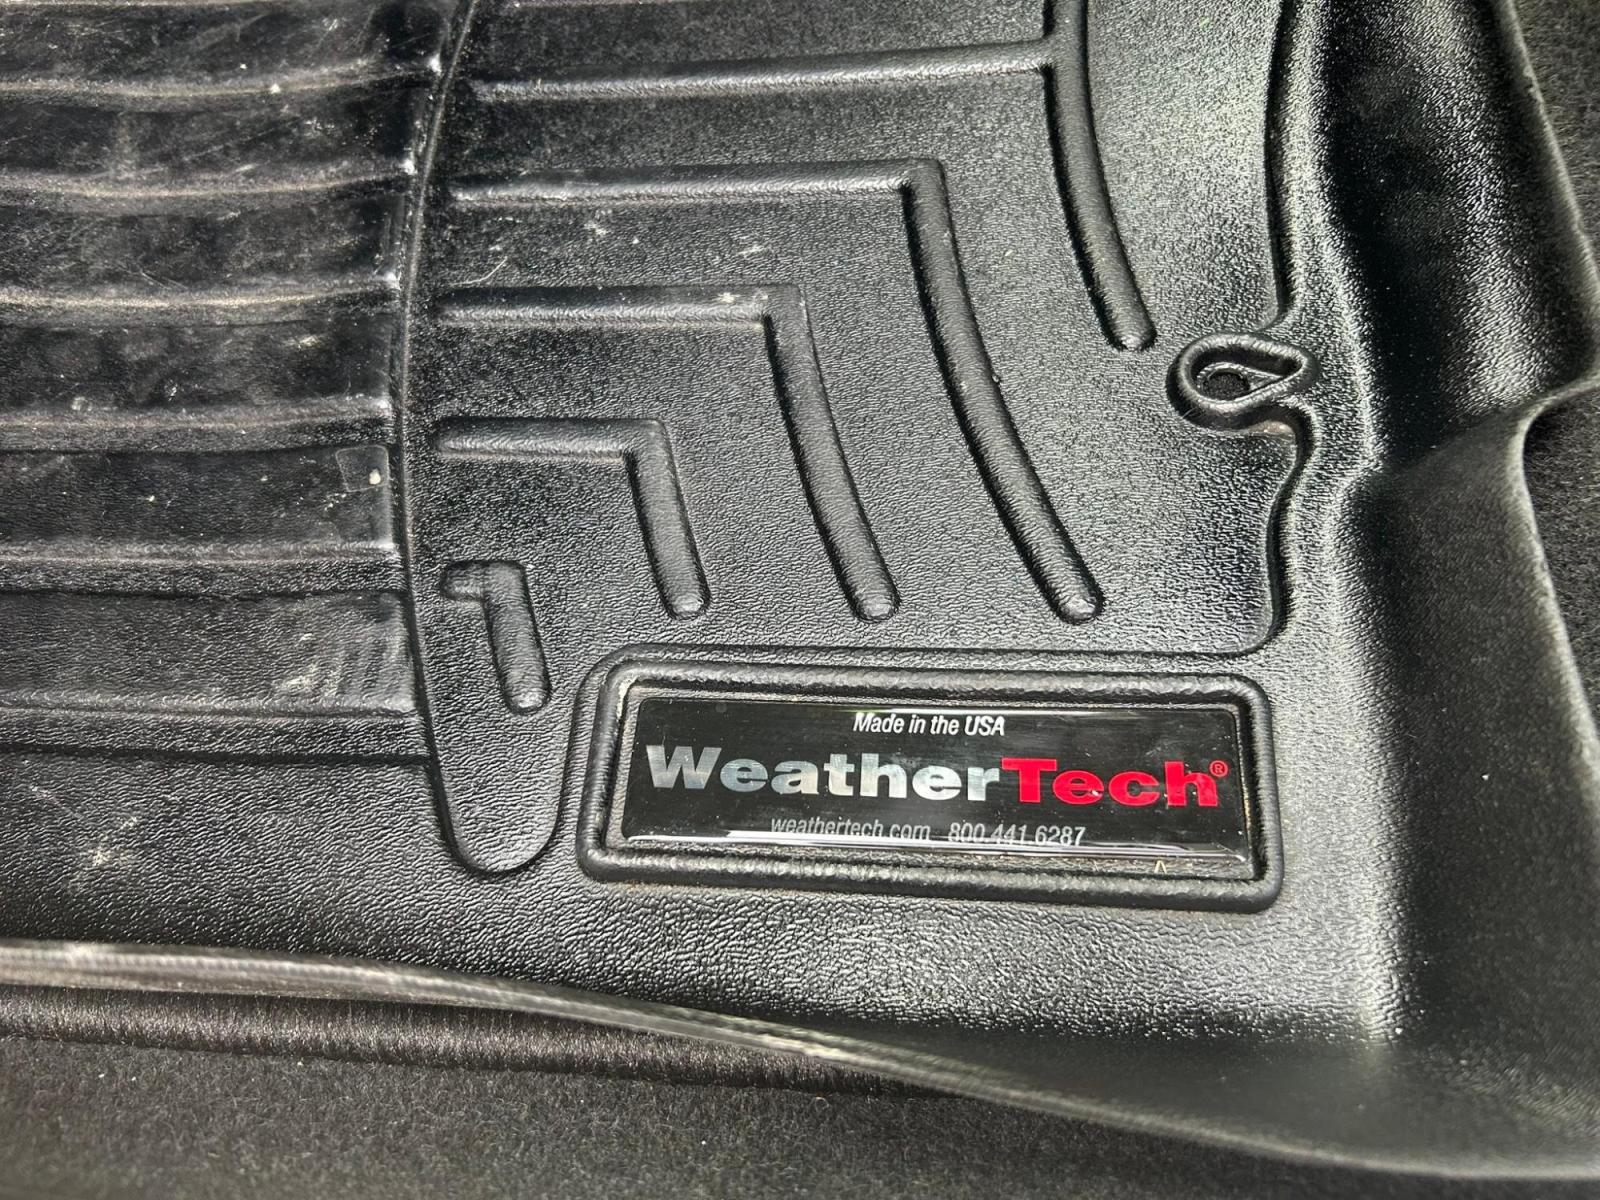 Made in the USA
WeatherTech®
weathertech.com 800.441.6287